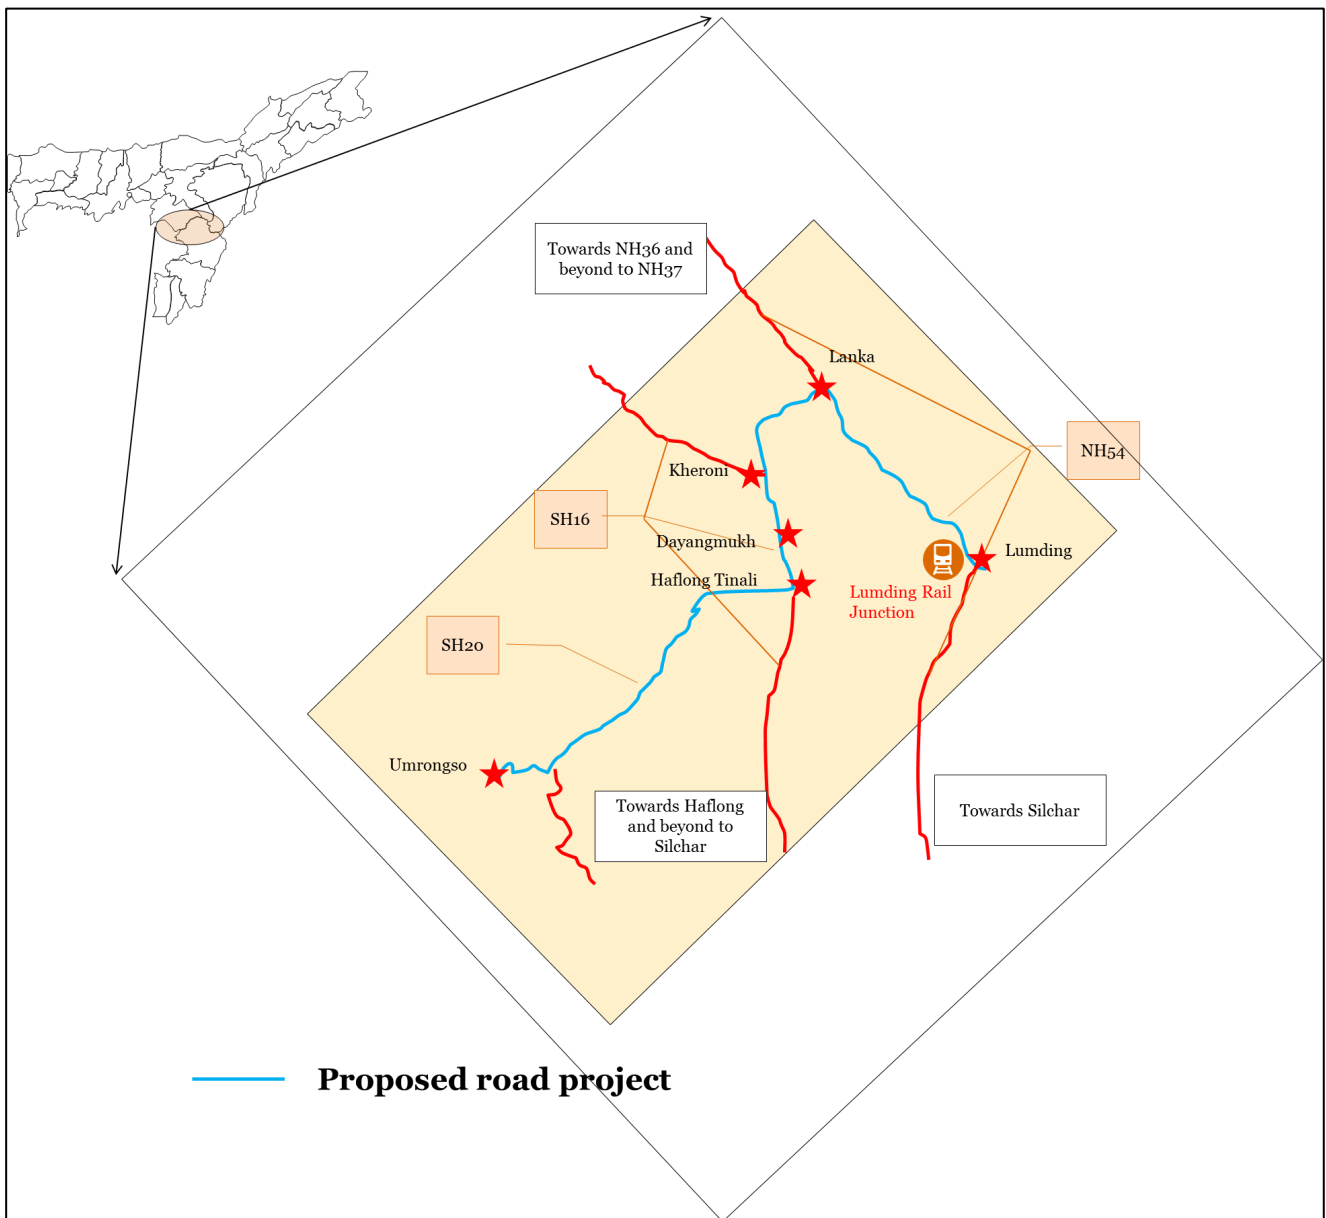 Towards NH36 and
beyond to NH37
Lanka
NH54
Kheroni
SH16
Dayangmukh
Lumding
Haflong Tinali
Lumding Rail
Junction
SH20
Umrongso
Towards Haflong
and beyond to
Silchar
Towards Silchar
Proposed road project